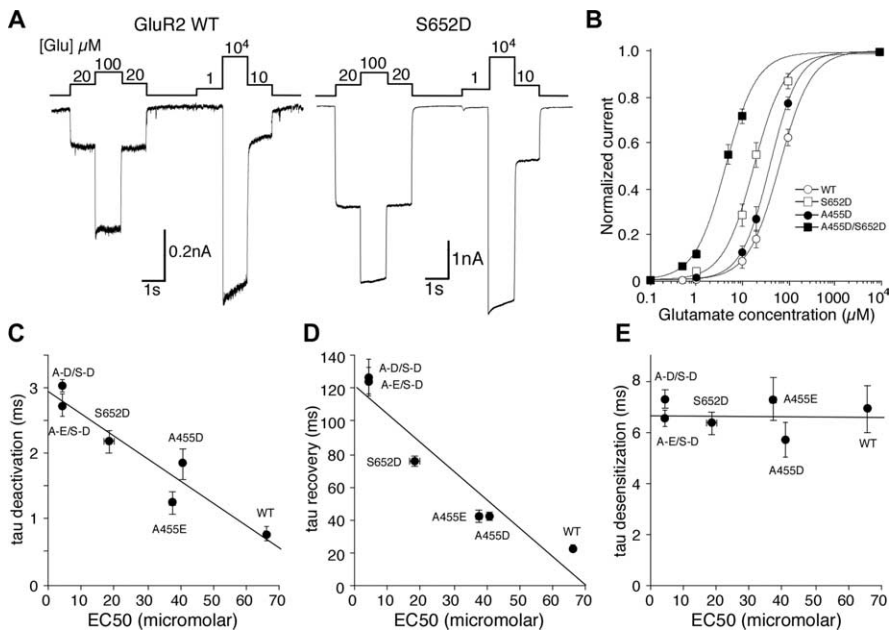 A
GluR2 WT
S652D
[Glu] µM
20 100 20 1 10⁴ 10
20 100 20 1 10⁴ 10
0.2nA
1s
1nA
1s
B
Normalized current
1.0
0.8
0.6
0.4
0.2
0
0.1 1 10 100 1000 10⁴
Glutamate concentration (µM)
WT
S652D
A455D
A455D/S652D
C
tau deactivation (ms)
3
2
1
0
A-D/S-D
A-E/S-D
S652D
A455D
A455E
WT
0 10 20 30 40 50 60 70
EC50 (micromolar)
D
tau recovery (ms)
140
120
100
80
60
40
20
0
A-D/S-D
A-E/S-D
S652D
A455E
A455D
WT
0 10 20 30 40 50 60 70
EC50 (micromolar)
E
tau desensitization (ms)
8
6
4
2
0
A-D/S-D
A-E/S-D
S652D
A455E
A455D
WT
0 10 20 30 40 50 60 70
EC50 (micromolar)